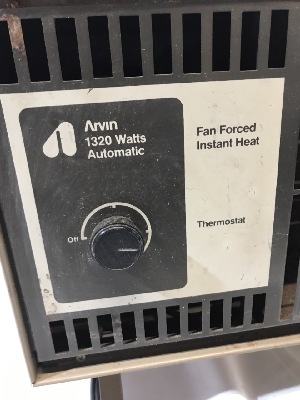 Arvin
1320 Watts
Automatic
Fan Forced
Instant Heat
Thermostat
Off